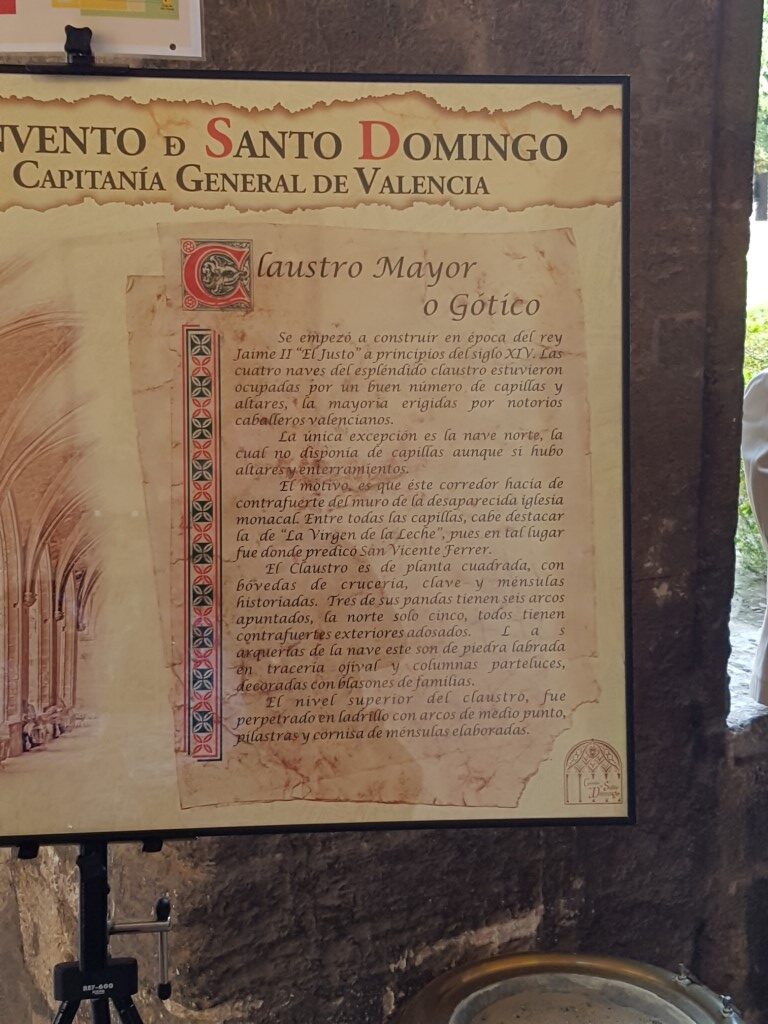 NVENTO Đ SANTO DOMINGO
CAPITANÍA GENERAL DE VALENCIA
Claustro Mayor
o Gótico
Se empezó a construir en época del rey
Jaime II “El Justo” a principios del siglo XIV. Las
cuatro naves del espléndido claustro estuvieron
ocupadas por un buen número de capillas y
altares, la mayoría erigidas por notorios
caballeros valencianos.
La única excepción es la nave norte, la
cual no disponía de capillas aunque si hubo
altares y enterramientos.
El motivo, es que éste corredor hacía de
contrafuerte del muro de la desaparecida iglesia
monacal. Entre todas las capillas, cabe destacar
la de “La Virgen de la Leche”, pues en tal lugar
fue donde predicó San Vicente Ferrer.
El Claustro es de planta cuadrada, con
bóvedas de crucería, clave y ménsulas
historiadas. Tres de sus pandas tienen seis arcos
apuntados, la norte solo cinco, todos tienen
contrafuertes exteriores adosados. L a s
arquerías de la nave este son de piedra labrada
en tracería ojival y columnas parteluces,
decoradas con blasones de familias.
El nivel superior del claustro, fue
perpetrado en ladrillo con arcos de medio punto,
pilastras y cornisa de ménsulas elaboradas.
Santo
Domingo
REF-600